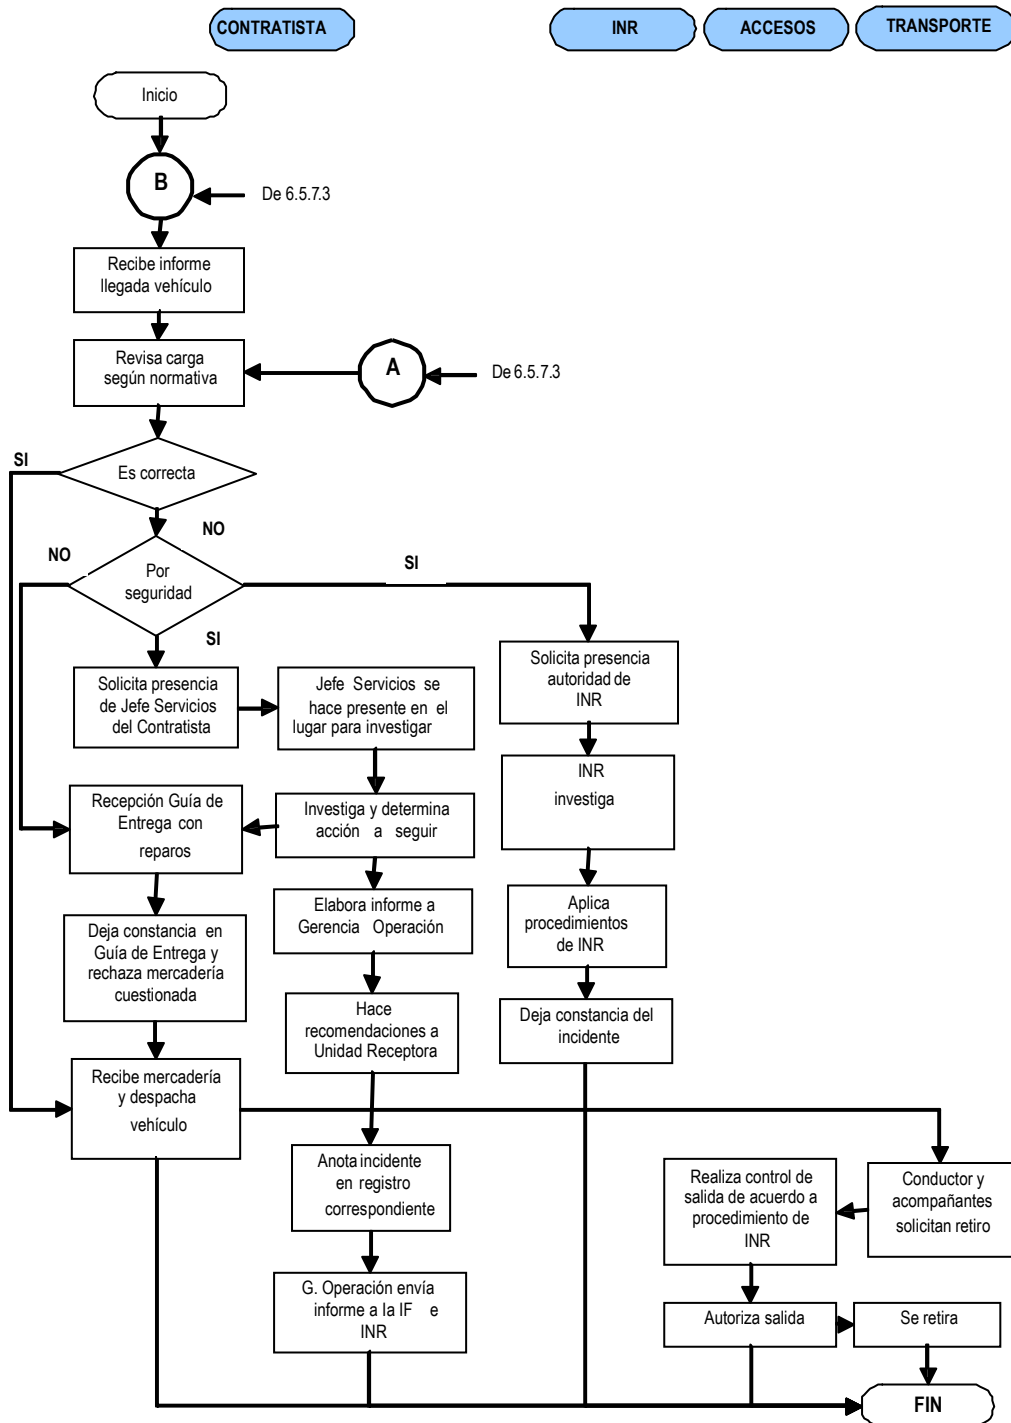 CONTRATISTA
INR
ACCESOS
TRANSPORTE
Inicio
B
De 6.5.7.3
Recibe informe
llegada vehículo
Revisa carga
según normativa
A
De 6.5.7.3
SI
Es correcta
NO
NO
Por
seguridad
SI
SI
Solicita presencia
de Jefe Servicios
del Contratista
Jefe Servicios se
hace presente en el
lugar para investigar
Solicita presencia
autoridad de
INR
INR
investiga
Recepción Guía de
Entrega con
reparos
Investiga y determina
acción a seguir
Elabora informe a
Gerencia Operación
Aplica
procedimientos
de INR
Deja constancia en
Guía de Entrega y
rechaza mercadería
cuestionada
Hace
recomendaciones a
Unidad Receptora
Deja constancia del
incidente
Recibe mercadería
y despacha
vehículo
Anota incidente
en registro
correspondiente
Realiza control de
salida de acuerdo a
procedimiento de
INR
Conductor y
acompañantes
solicitan retiro
G. Operación envía
informe a la IF e
INR
Autoriza salida
Se retira
FIN